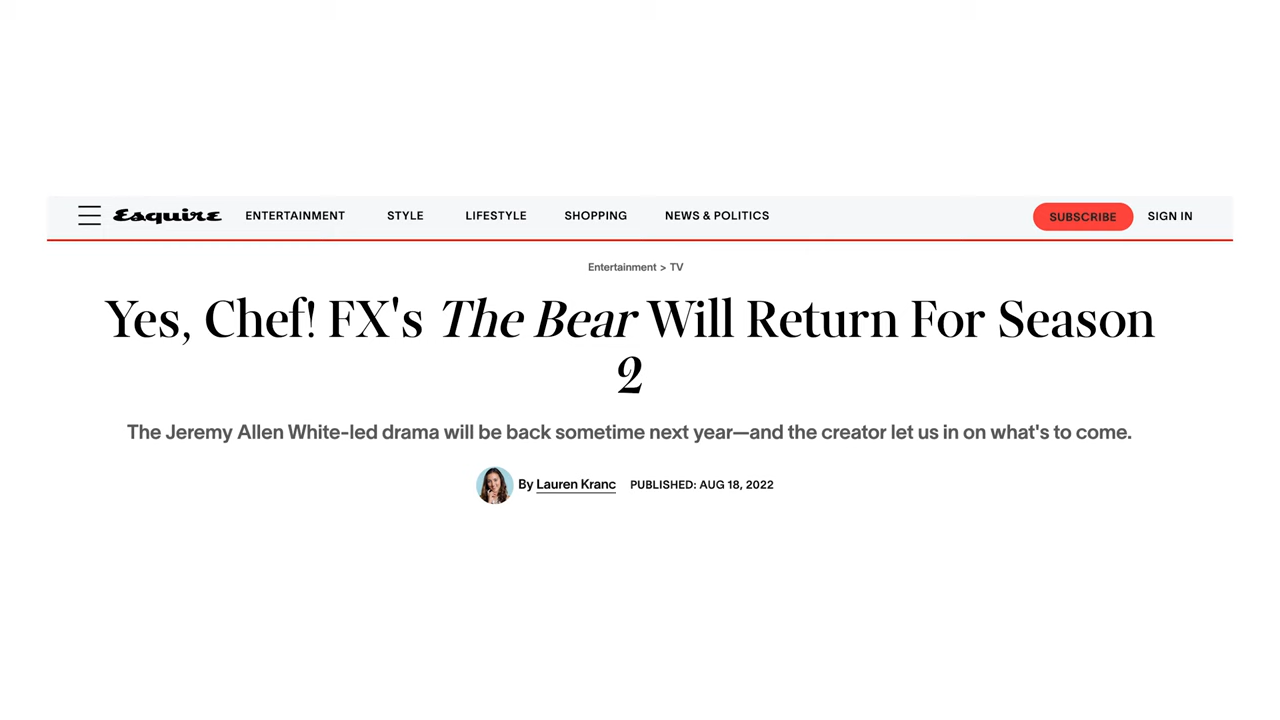 Esquire ENTERTAINMENT STYLE LIFESTYLE SHOPPING NEWS & POLITICS SUBSCRIBE SIGN IN
Entertainment > TV
Yes, Chef! FX's The Bear Will Return For Season
2
The Jeremy Allen White-led drama will be back sometime next year—and the creator let us in on what's to come.
By Lauren Kranc PUBLISHED: AUG 18, 2022